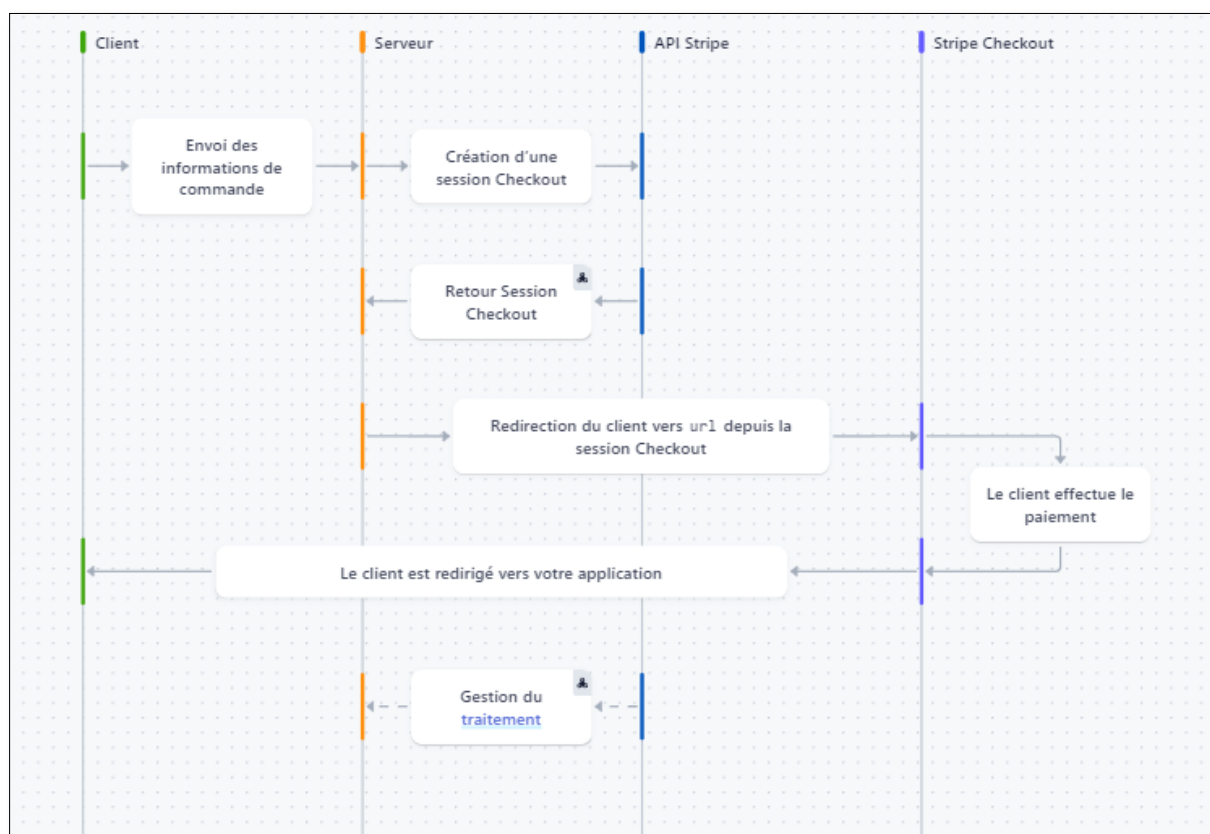 Client
Serveur
API Stripe
Stripe Checkout
Envoi des
informations de
commande
Création d'une
session Checkout
Retour Session
Checkout
Redirection du client vers url depuis la
session Checkout
Le client effectue le
paiement
Le client est redirigé vers votre application
Gestion du
traitement